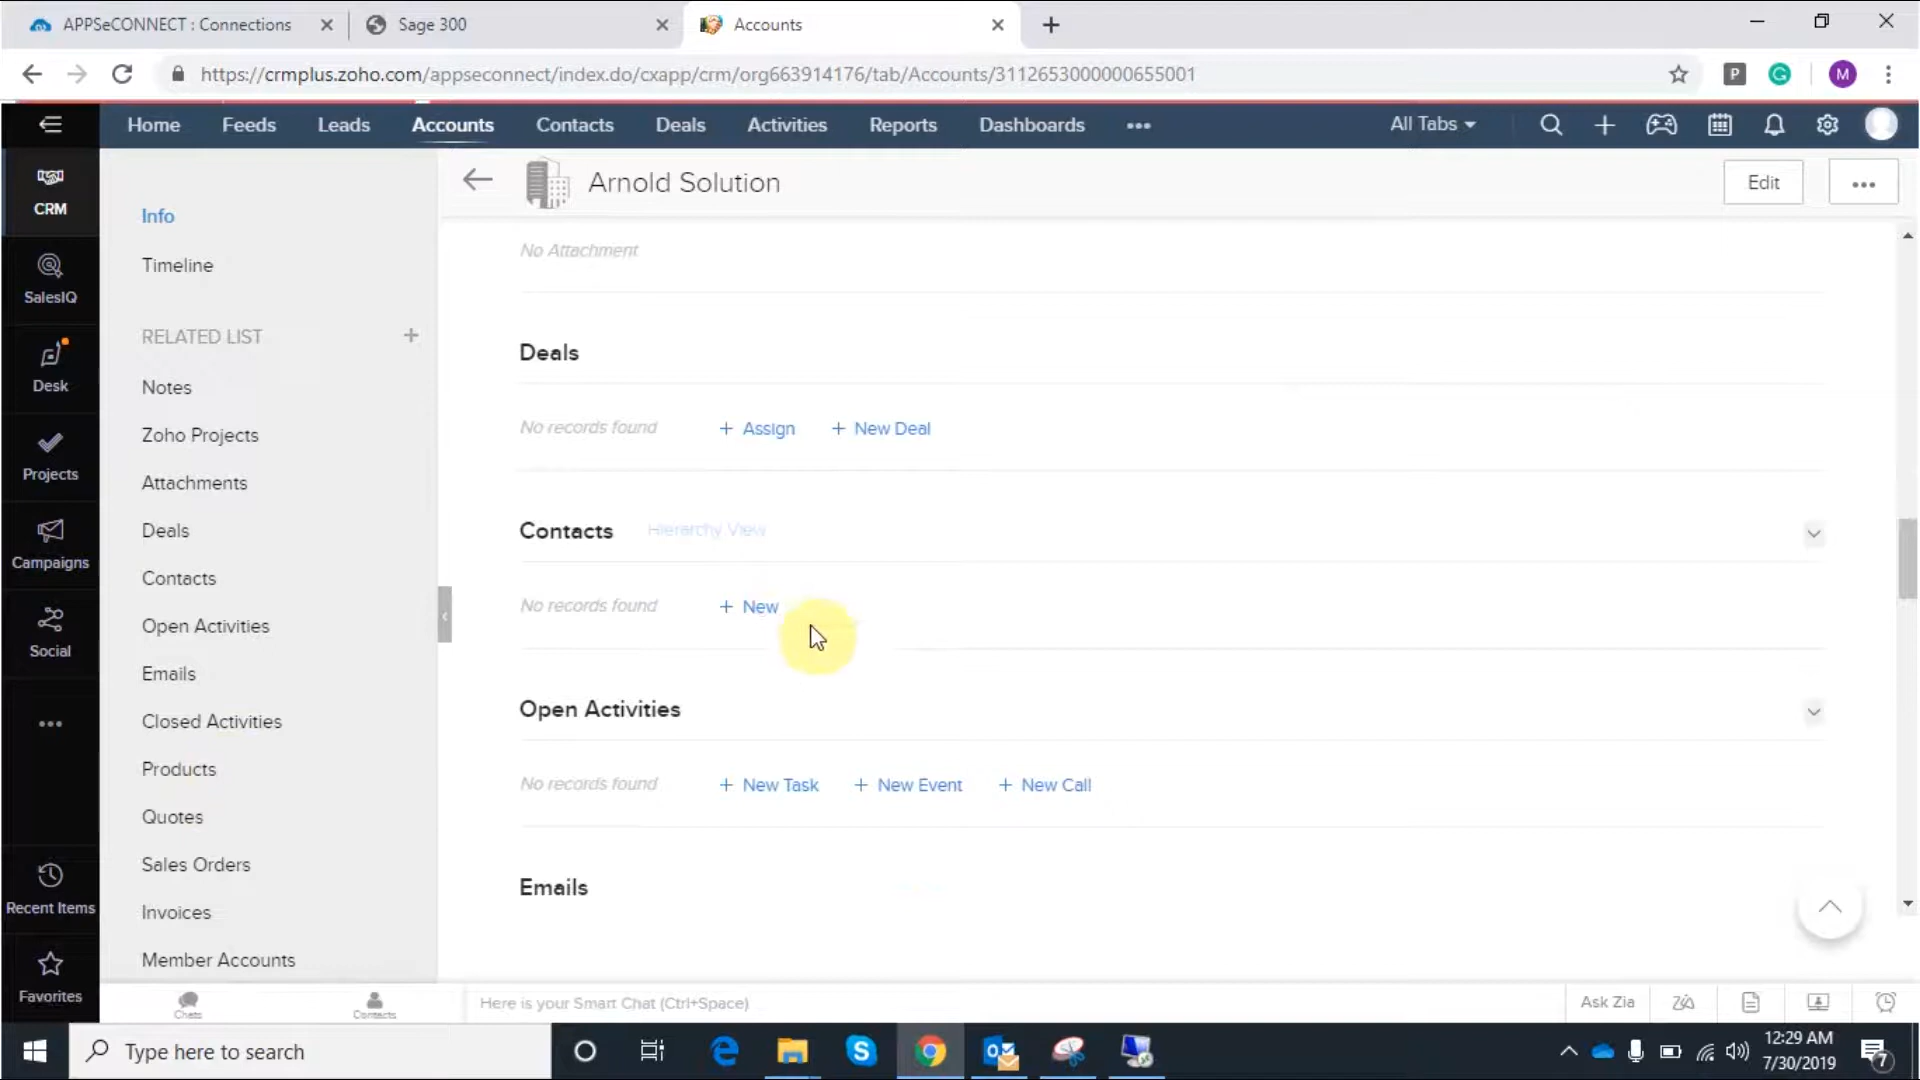 APPSeCONNECT : Connections
Sage 300
Accounts
https://crmplus.zoho.com/appseconnect/index.do/cxapp/crm/org663914176/tab/Accounts/3112653000000655001
P
G
M
Home
Feeds
Leads
Accounts
Contacts
Deals
Activities
Reports
Dashboards
All Tabs
CRM
SalesIQ
Desk
Projects
Campaigns
Social
Recent Items
Favorites
Info
Timeline
RELATED LIST
Notes
Zoho Projects
Attachments
Deals
Contacts
Open Activities
Emails
Closed Activities
Products
Quotes
Sales Orders
Invoices
Member Accounts
Arnold Solution
Edit
No Attachment
Deals
No records found
+ Assign
+ New Deal
Contacts
Hierarchy View
No records found
+ New
Open Activities
No records found
+ New Task
+ New Event
+ New Call
Emails
Chats
Contacts
Here is your Smart Chat (Ctrl+Space)
Ask Zia
Type here to search
12:29 AM
7/30/2019
7